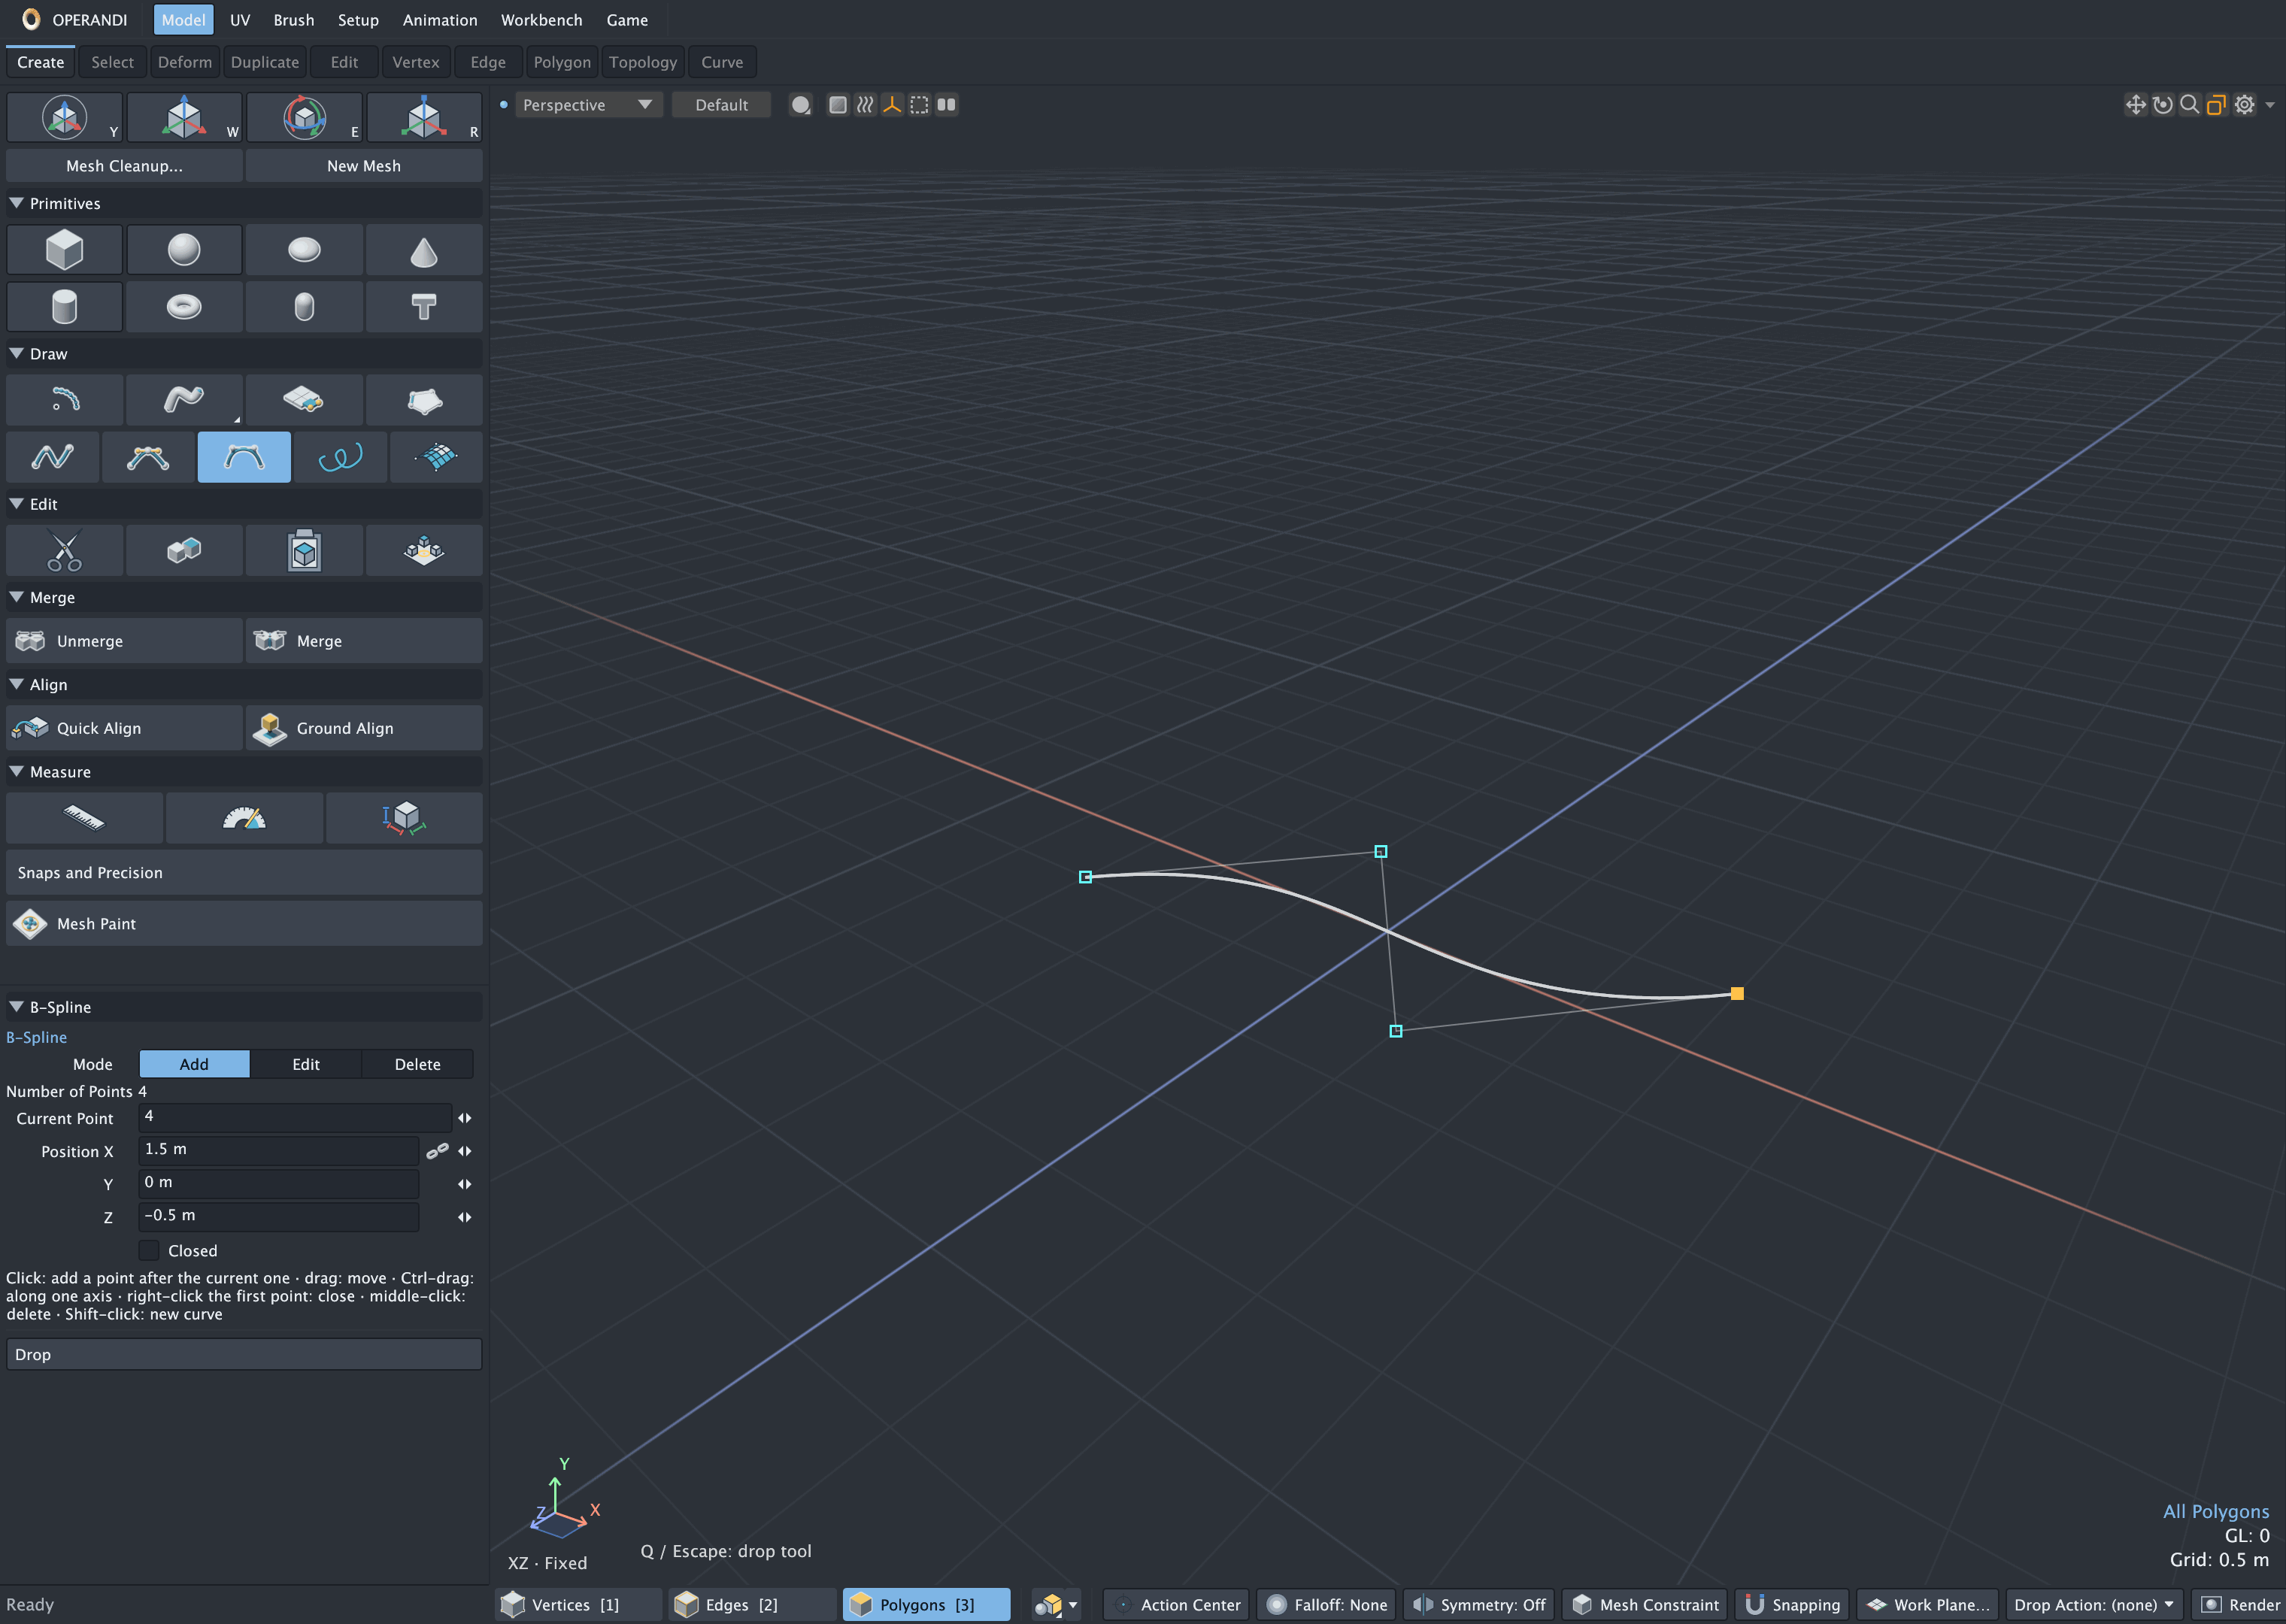 OPERANDI Model UV Brush Setup Animation Workbench Game
Create Select Deform Duplicate Edit Vertex Edge Polygon Topology Curve
Y W E R
Mesh Cleanup... New Mesh
Primitives
Draw
Edit
Merge
Unmerge Merge
Align
Quick Align Ground Align
Measure
Snaps and Precision
Mesh Paint
B-Spline
B-Spline
Mode Add Edit Delete
Number of Points 4
Current Point 4
Position X 1.5 m
Y 0 m
Z -0.5 m
Closed
Click: add a point after the current one · drag: move · Ctrl-drag:
along one axis · right-click the first point: close · middle-click:
delete · Shift-click: new curve
Drop
Perspective Default
Y
Z X
XZ · Fixed
Q / Escape: drop tool
All Polygons
GL: 0
Grid: 0.5 m
Ready Vertices [1] Edges [2] Polygons [3] Action Center Falloff: None Symmetry: Off Mesh Constraint Snapping Work Plane... Drop Action: (none) Render